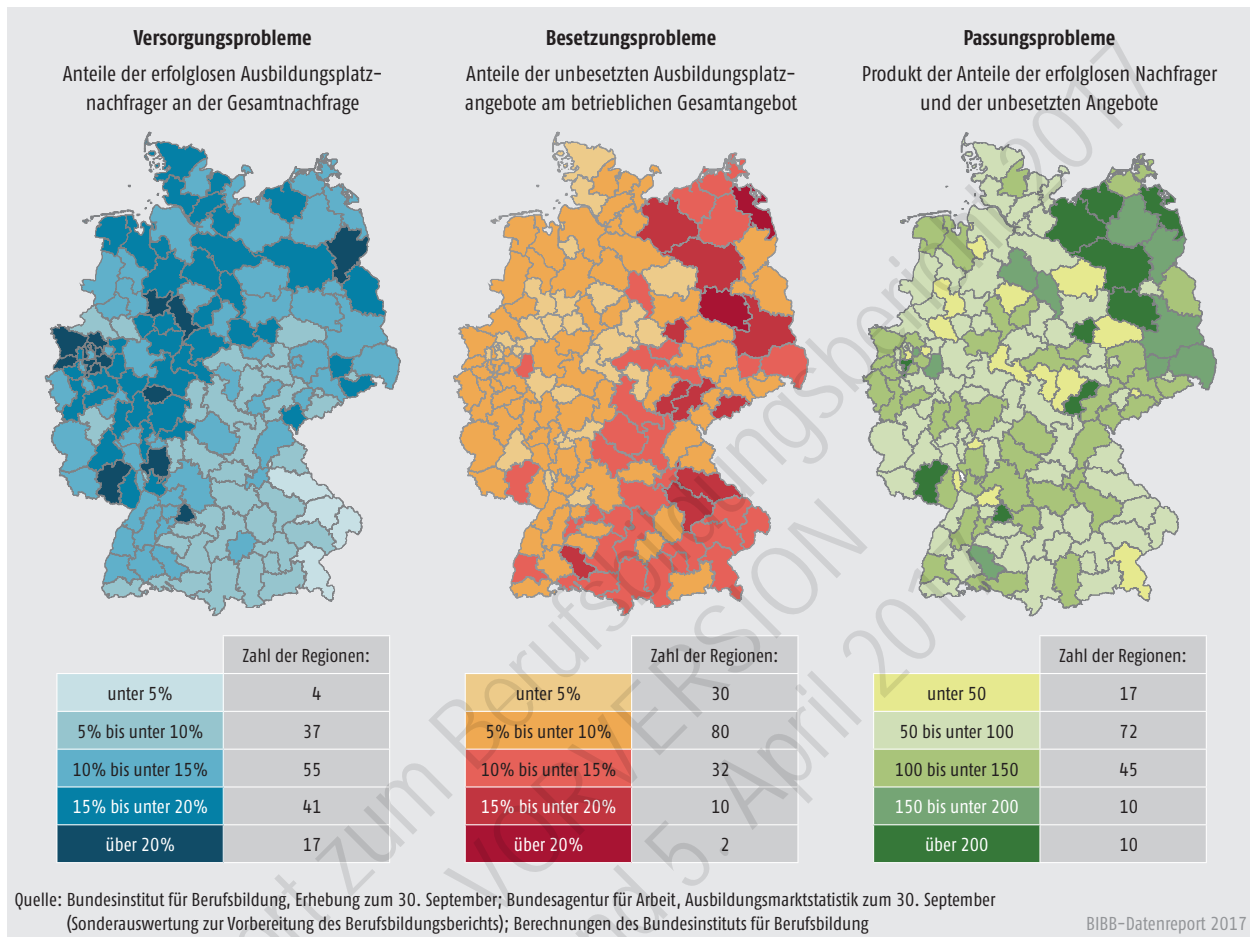 Versorgungsprobleme
Anteile der erfolglosen Ausbildungsplatz-
nachfrager an der Gesamtnachfrage
Besetzungsprobleme
Anteile der unbesetzten Ausbildungsplatz-
angebote am betrieblichen Gesamtangebot
Passungsprobleme
Produkt der Anteile der erfolglosen Nachfrager
und der unbesetzten Angebote
Zahl der Regionen:
unter 5% 4
5% bis unter 10% 37
10% bis unter 15% 55
15% bis unter 20% 41
über 20% 17
Zahl der Regionen:
unter 5% 30
5% bis unter 10% 80
10% bis unter 15% 32
15% bis unter 20% 10
über 20% 2
Zahl der Regionen:
unter 50 17
50 bis unter 100 72
100 bis unter 150 45
150 bis unter 200 10
über 200 10
Quelle: Bundesinstitut für Berufsbildung, Erhebung zum 30. September; Bundesagentur für Arbeit, Ausbildungsmarktstatistik zum 30. September
(Sonderauswertung zur Vorbereitung des Berufsbildungsberichts); Berechnungen des Bundesinstituts für Berufsbildung
BIBB-Datenreport 2017
zum Berufsbildungsbericht 2017
VORVERSION
5. April 2017